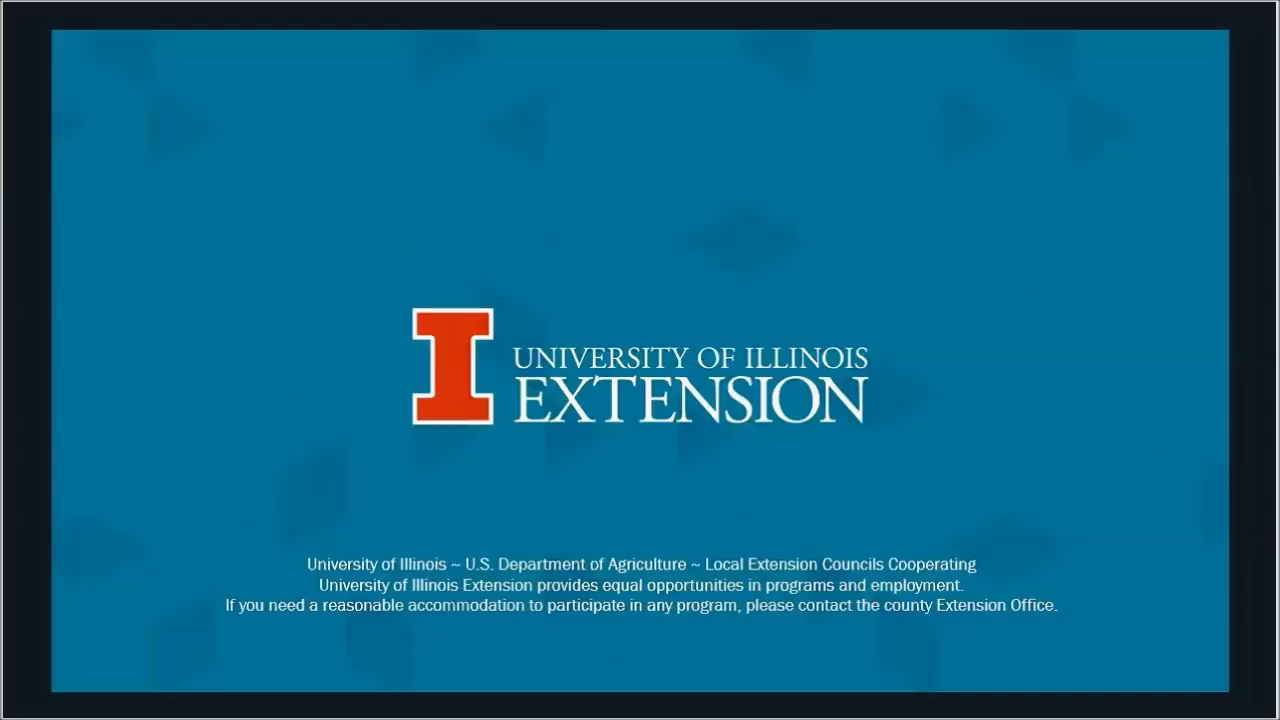 I
UNIVERSITY OF ILLINOIS
EXTENSION
University of Illinois ~ U.S. Department of Agriculture ~ Local Extension Councils Cooperating
University of Illinois Extension provides equal opportunities in programs and employment.
If you need a reasonable accommodation to participate in any program, please contact the county Extension Office.